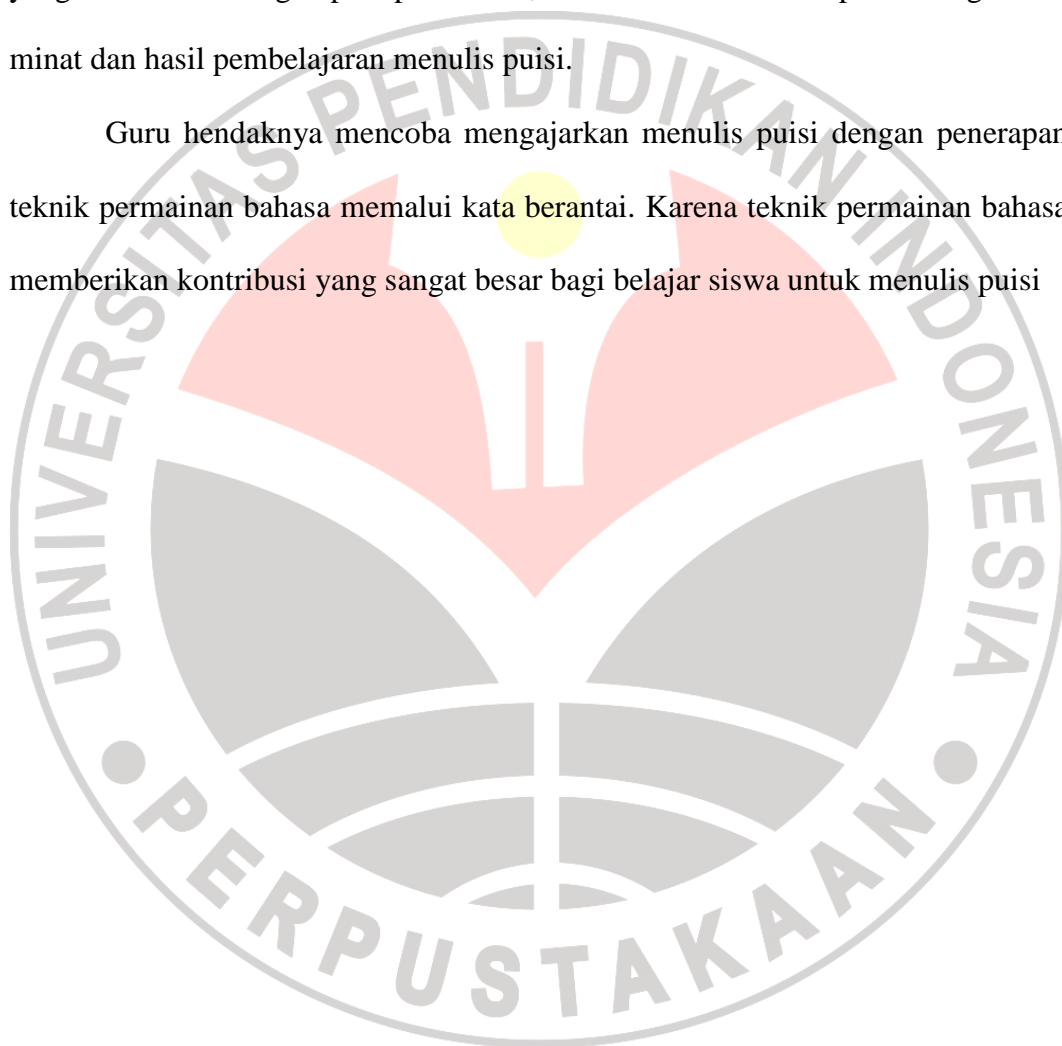 minat dan hasil pembelajaran menulis puisi.
Guru hendaknya mencoba mengajarkan menulis puisi dengan penerapan
teknik permainan bahasa memalui kata berantai. Karena teknik permainan bahasa
memberikan kontribusi yang sangat besar bagi belajar siswa untuk menulis puisi
UNIVERSITAS PENDIDIKAN INDONESIA
PERPUSTAKAAN